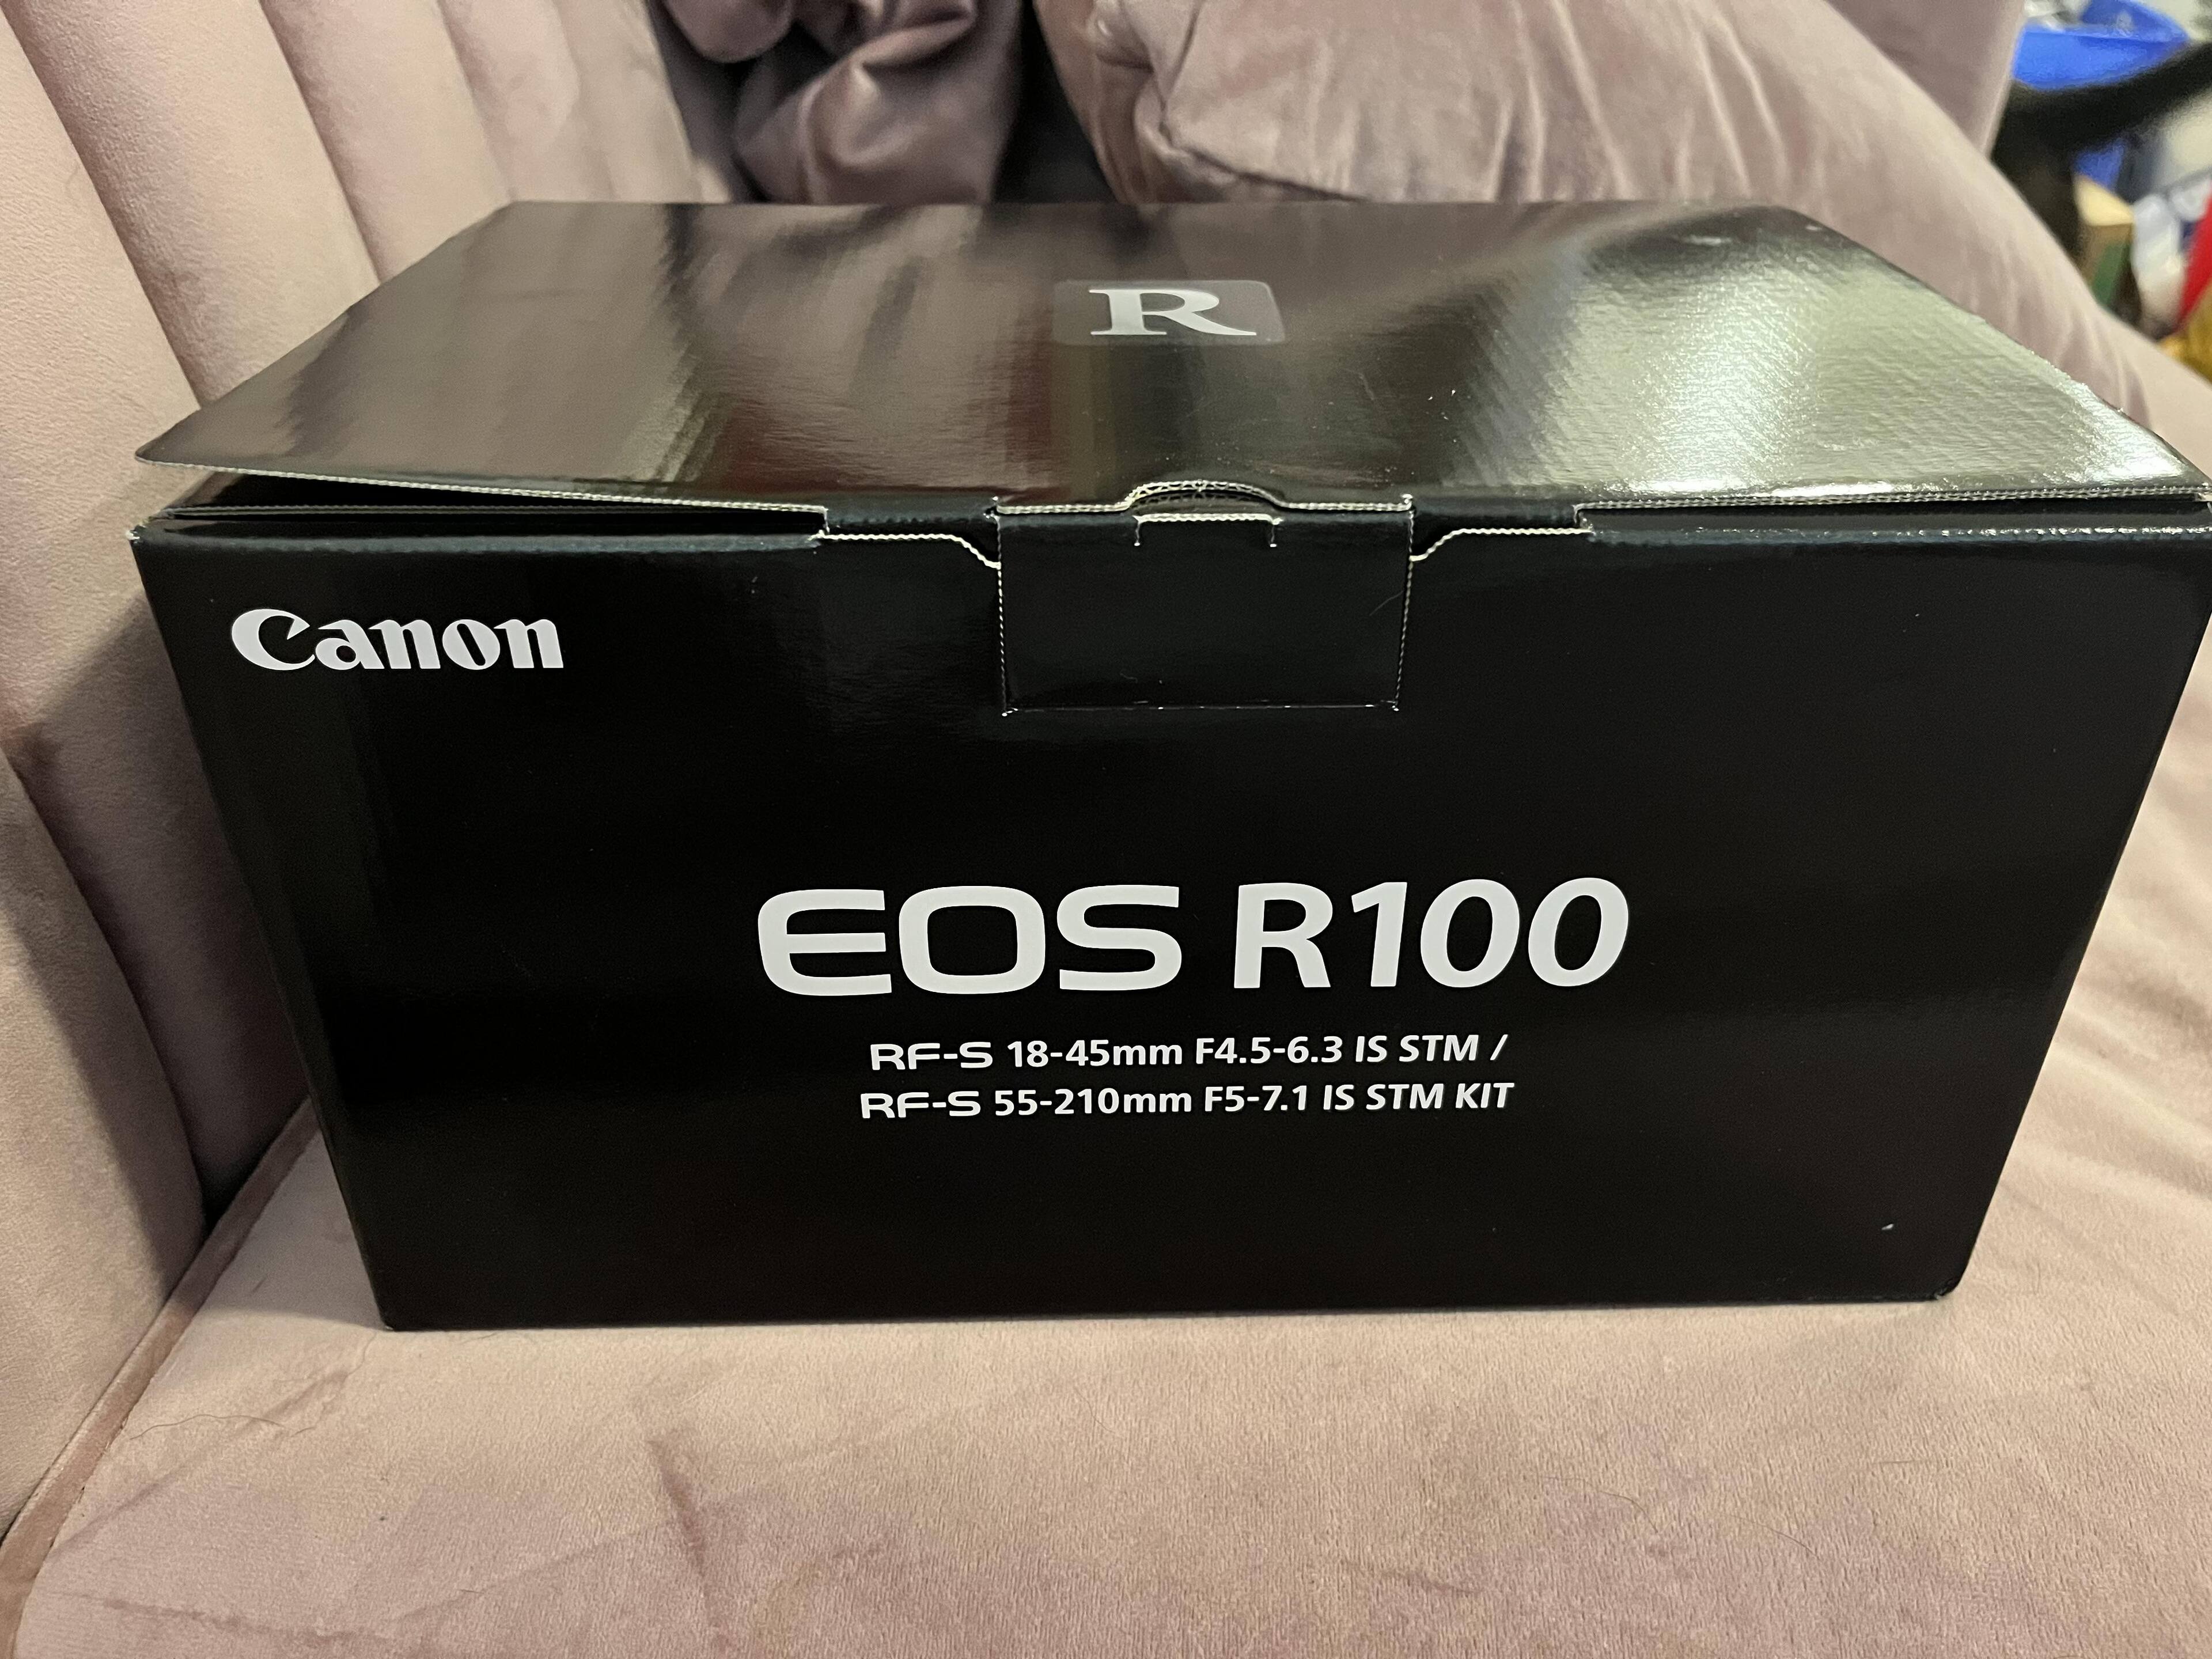 R
Canon
EOS R100
RF-S 18-45mm F4.5-6.3 IS STM /
RF-S 55-210mm F5-7.1 IS STM KIT